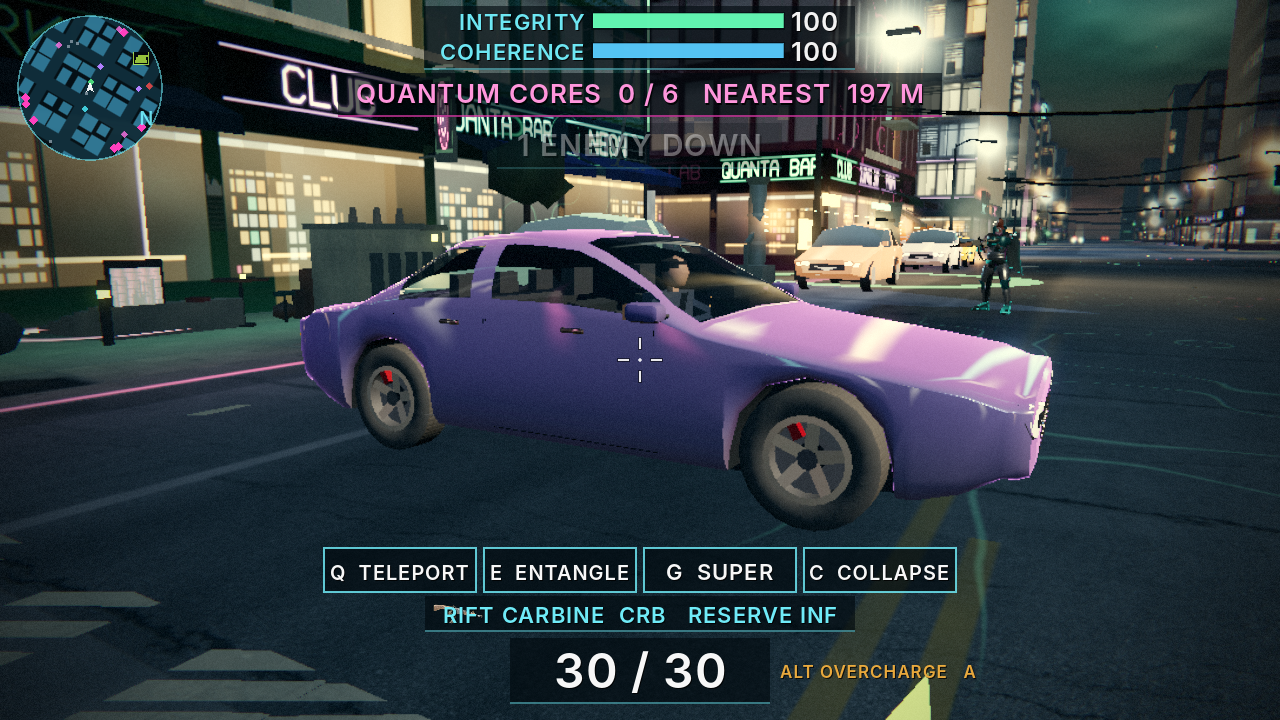 INTEGRITY 100
COHERENCE 100
QUANTUM CORES 0 / 6 NEAREST 197 M
1 ENEMY DOWN
CLUB
QUANTA BAR
CLUB
N
Q TELEPORT
E ENTANGLE
G SUPER
C COLLAPSE
RIFT CARBINE CRB RESERVE INF
30 / 30
ALT OVERCHARGE A